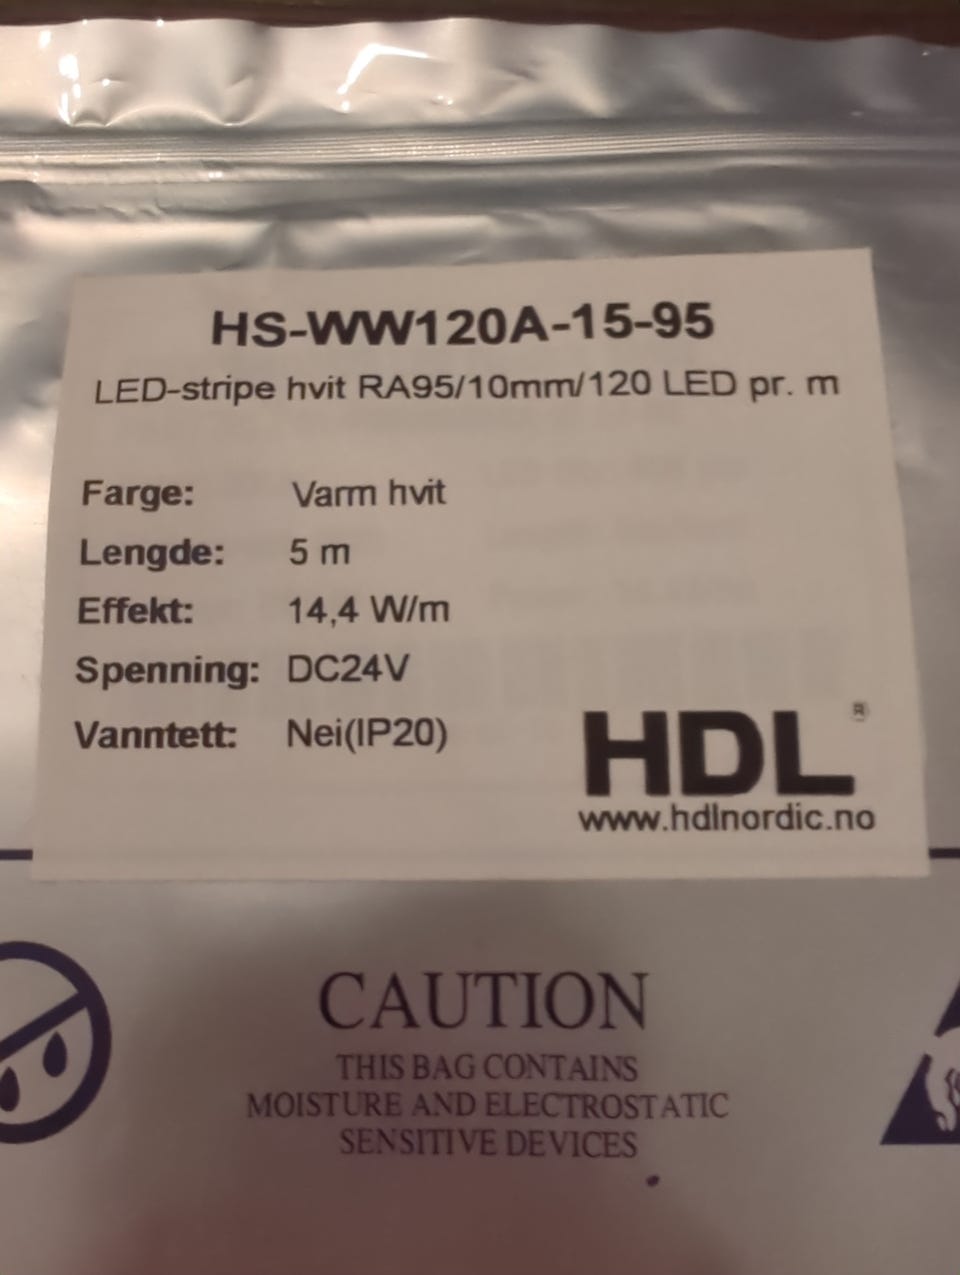 HS-WW120A-15-95
LED-stripe hvit RA95/10mm/120 LED pr. m
Farge: Varm hvit
Lengde: 5 m
Effekt: 14,4 W/m
Spenning: DC24V
Vanntett: Nei(IP20)
HDL®
www.hdlnordic.no
CAUTION
THIS BAG CONTAINS
MOISTURE AND ELECTROSTATIC
SENSITIVE DEVICES